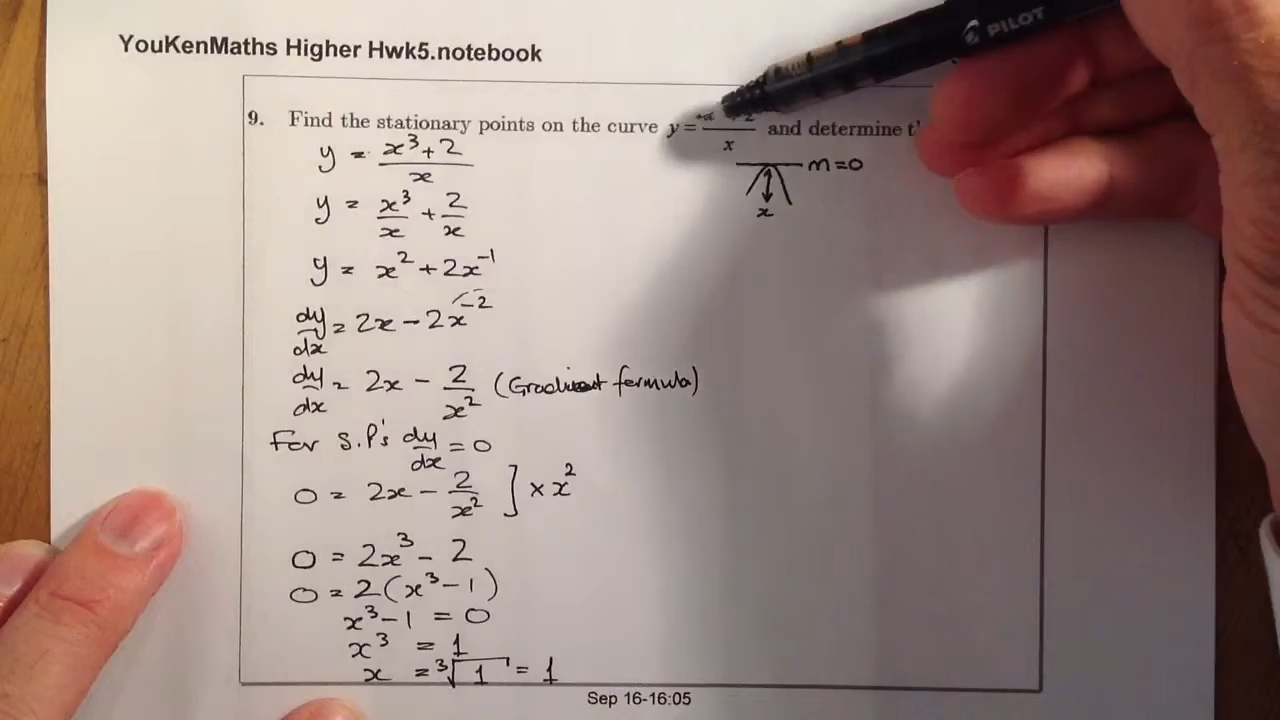 PILOT
YouKenMaths Higher Hwk5.notebook
9. Find the stationary points on the curve y = and determine
x
y = x³+2
x
m=0
x
y = x³/x + 2/x
y = x² + 2x⁻¹
dy/dx = 2x - 2x⁻²
dy/dx = 2x - 2/x² (Gradient formula)
For S.P's dy/dx = 0
0 = 2x - 2/x² ] × x²
0 = 2x³ - 2
0 = 2(x³ - 1)
x³ - 1 = 0
x³ = 1
x = ³√1 = 1
Sep 16-16:05